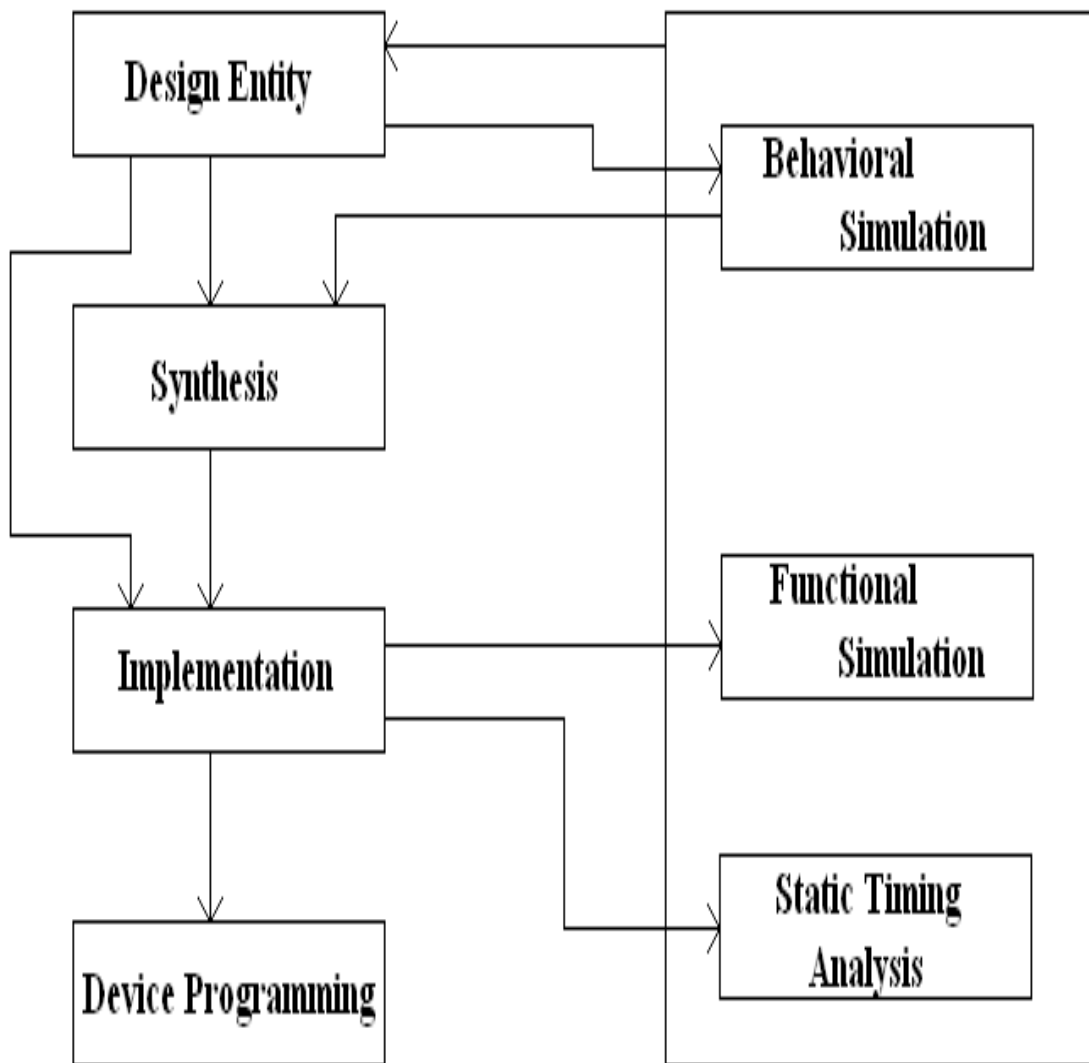 Design Entity
Behavioral
Simulation
Synthesis
Functional
Simulation
Implementation
Static Timing
Analysis
Device Programming